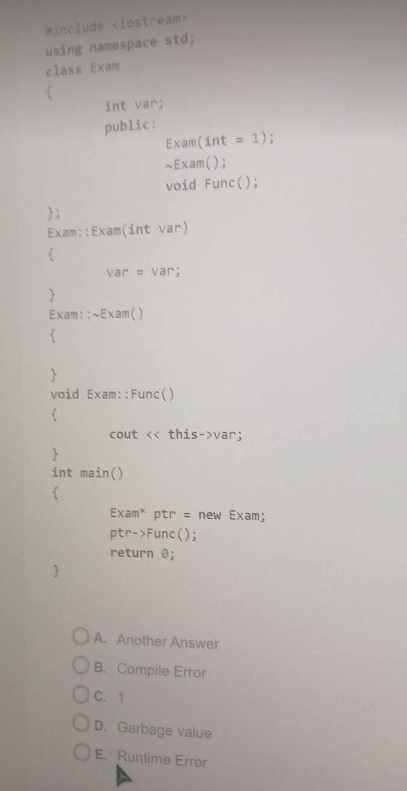 #include <iostream>
using namespace std;
class Exam
{
int var;
public:
Exam(int = 1);
~Exam();
void Func();
};
Exam::Exam(int var)
{
var = var;
}
Exam::~Exam()
{
}
void Exam::Func()
{
cout << this->var;
}
int main()
{
Exam* ptr = new Exam;
ptr->Func();
return 0;
}
A. Another Answer
B. Compile Error
C. 1
D. Garbage value
E. Runtime Error